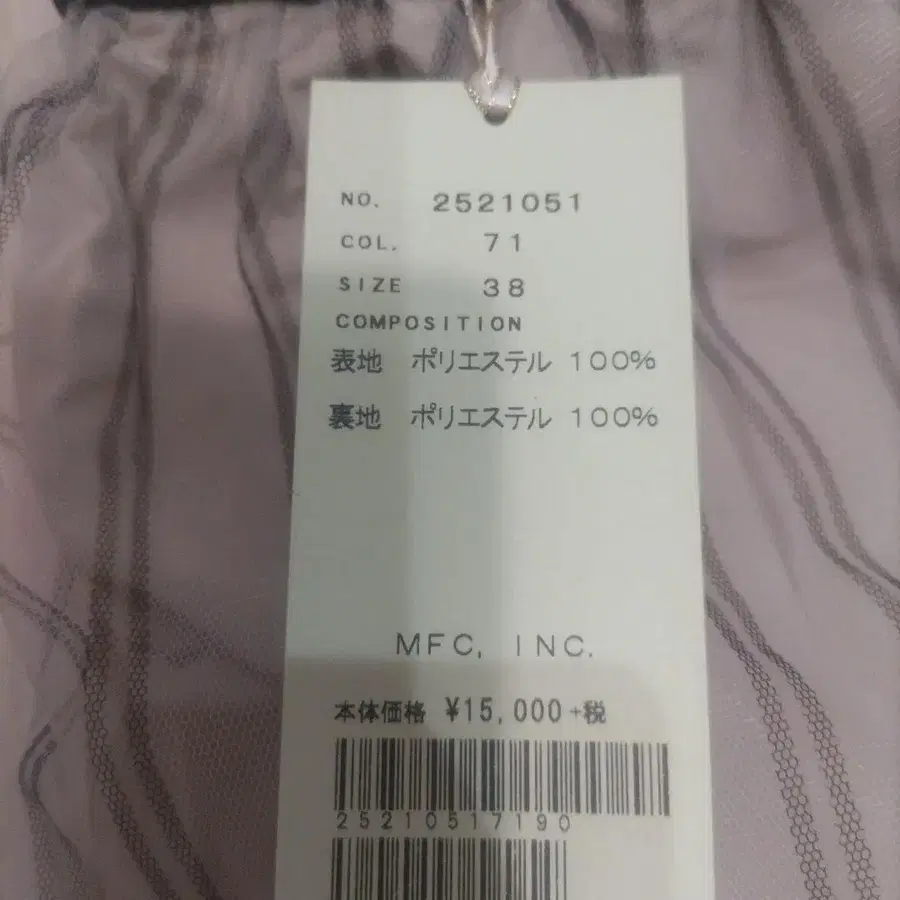 NO. 2521051
COL. 71
SIZE 38
COMPOSITION
表地 ポリエステル 100%
裏地 ポリエステル 100%
MFC, INC.
本体価格 ¥15,000+税
25210517190